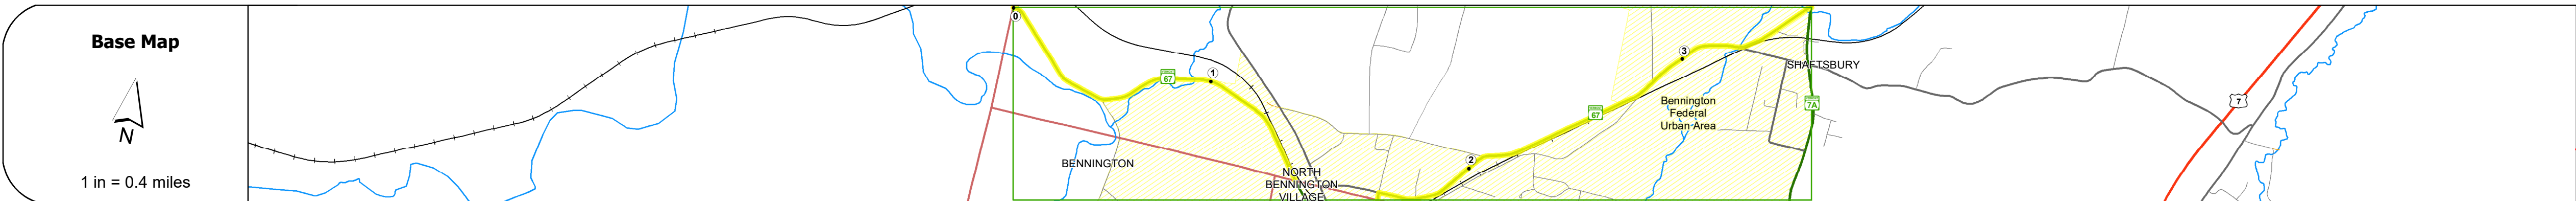 Base Map
N
1 in = 0.4 miles
0
67
1
BENNINGTON
NORTH
BENNINGTON
VILLAGE
2
67
3
Bennington
Federal
Urban Area
SHAFTSBURY
7A
7